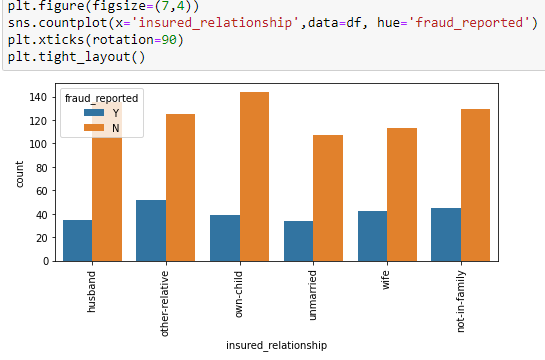 plt.figure(figsize=(7,4))
sns.countplot(x='insured_relationship',data=df, hue='fraud_reported')
plt.xticks(rotation=90)
plt.tight_layout()
fraud_reported
Y
N
140
120
100
80
60
40
20
0
count
husband
other-relative
own-child
unmarried
wife
not-in-family
insured_relationship